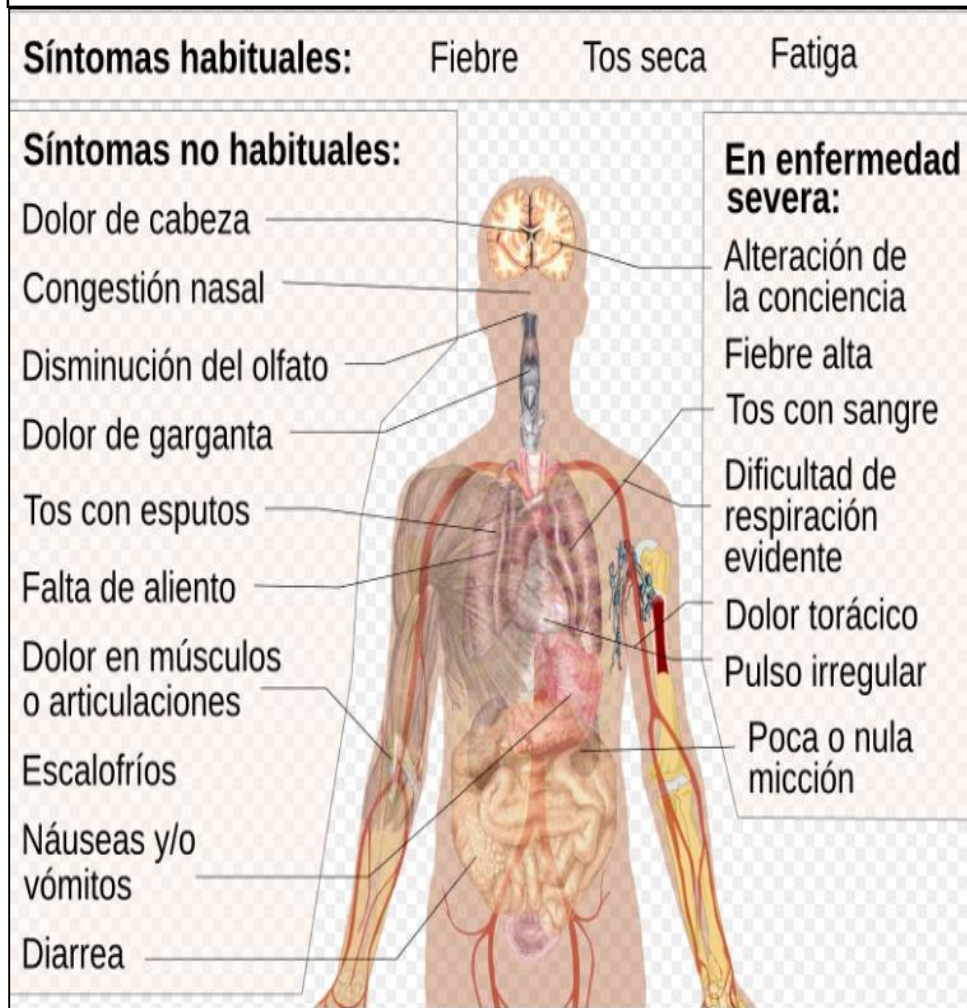 Síntomas habituales: Fiebre Tos seca Fatiga
Síntomas no habituales:
Dolor de cabeza
Congestión nasal
Disminución del olfato
Dolor de garganta
Tos con esputos
Falta de aliento
Dolor en músculos
o articulaciones
Escalofríos
Náuseas y/o
vómitos
Diarrea
En enfermedad
severa:
Alteración de
la conciencia
Fiebre alta
Tos con sangre
Dificultad de
respiración
evidente
Dolor torácico
Pulso irregular
Poca o nula
micción